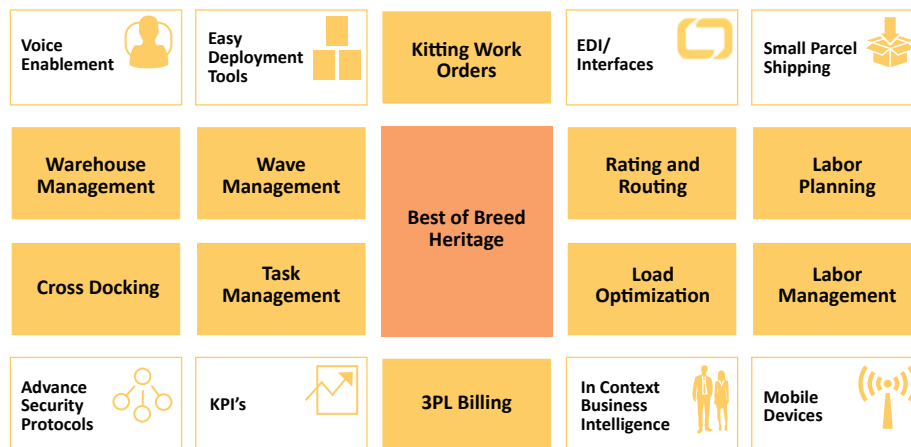 Voice
Enablement
Easy
Deployment
Tools
Kitting Work
Orders
EDI/
Interfaces
Small Parcel
Shipping
Warehouse
Management
Wave
Management
Best of Breed
Heritage
Rating and
Routing
Labor
Planning
Cross Docking
Task
Management
Load
Optimization
Labor
Management
Advance
Security
Protocols
KPI's
3PL Billing
In Context
Business
Intelligence
Mobile
Devices